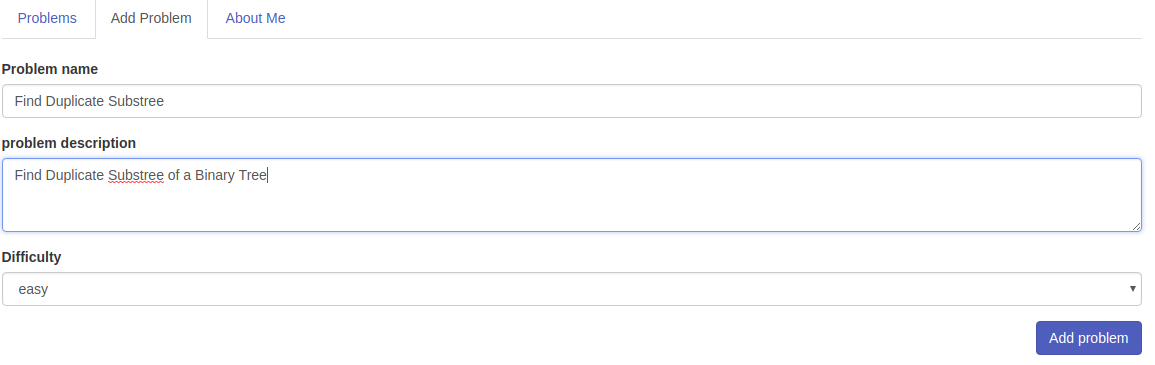 Problems Add Problem About Me
Problem name
Find Duplicate Substree
problem description
Find Duplicate Substree of a Binary Tree
Difficulty
easy
Add problem